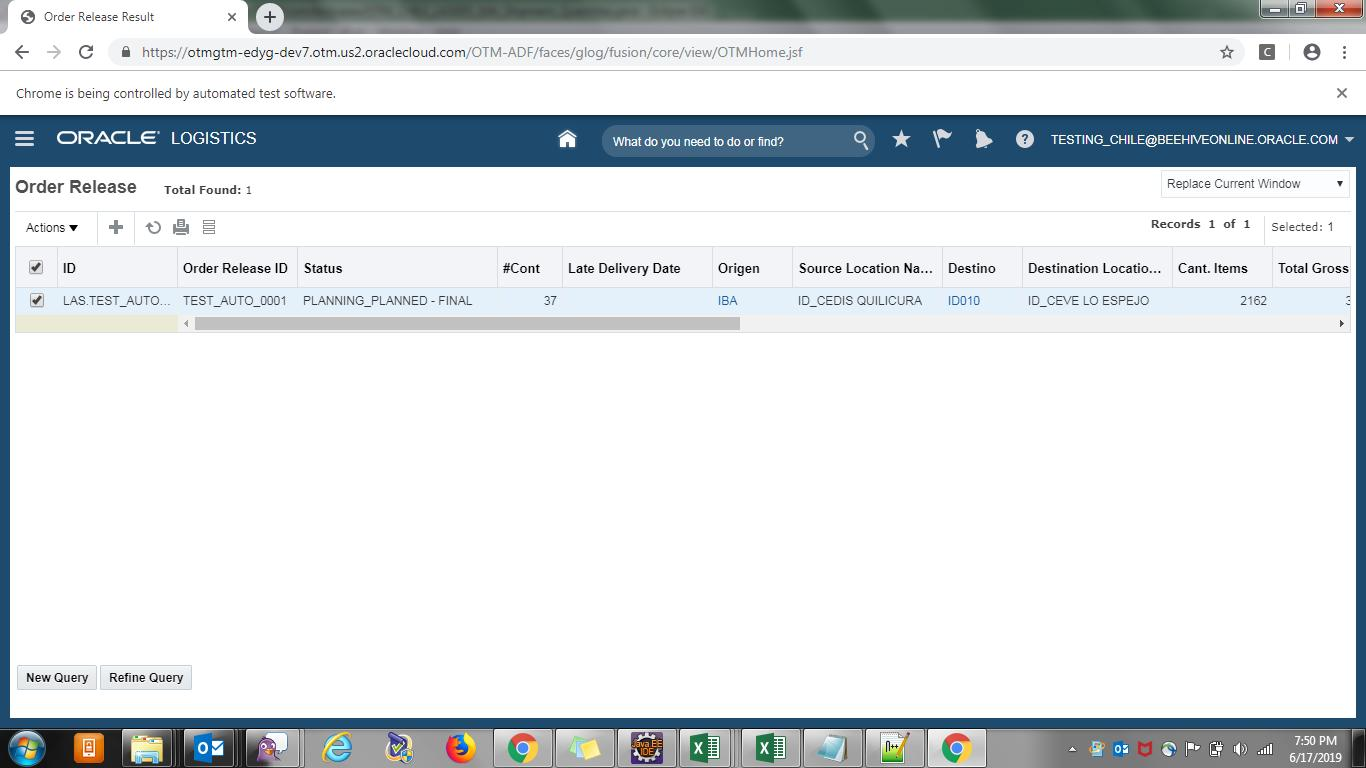 Order Release Result
https://otmgtm-edyg-dev7.otm.us2.oraclecloud.com/OTM-ADF/faces/glog/fusion/core/view/OTMHome.jsf
C
Chrome is being controlled by automated test software.
ORACLE LOGISTICS What do you need to do or find? ? TESTING_CHILE@BEEHIVEONLINE.ORACLE.COM
Order Release Total Found: 1 Replace Current Window
Actions Records 1 of 1 Selected: 1
ID Order Release ID Status #Cont Late Delivery Date Origen Source Location Na... Destino Destination Locatio... Cant. Items Total Gross
LAS.TEST_AUTO... TEST_AUTO_0001 PLANNING_PLANNED - FINAL 37 IBA ID_CEDIS QUILICURA ID010 ID_CEVE LO ESPEJO 2162 3
New Query Refine Query
Java EE
IDE
7:50 PM
6/17/2019